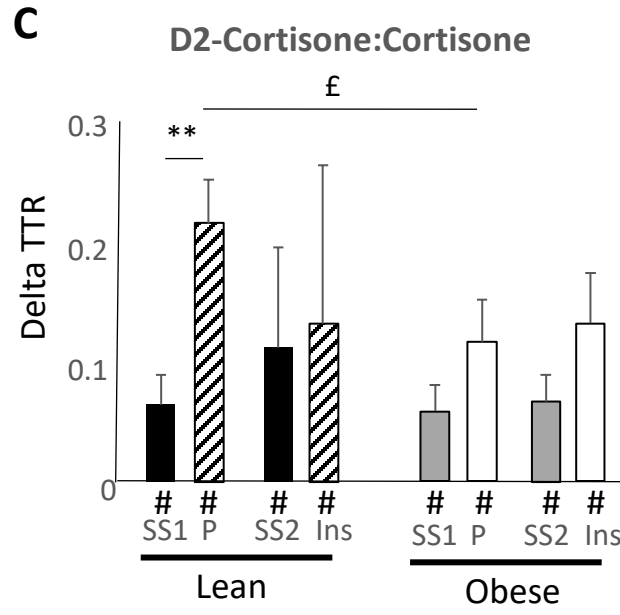 C
D2-Cortisone:Cortisone
£
0.3
**
0.2
Delta TTR
0.1
0
# # # # # # # #
SS1 P SS2 Ins SS1 P SS2 Ins
Lean Obese